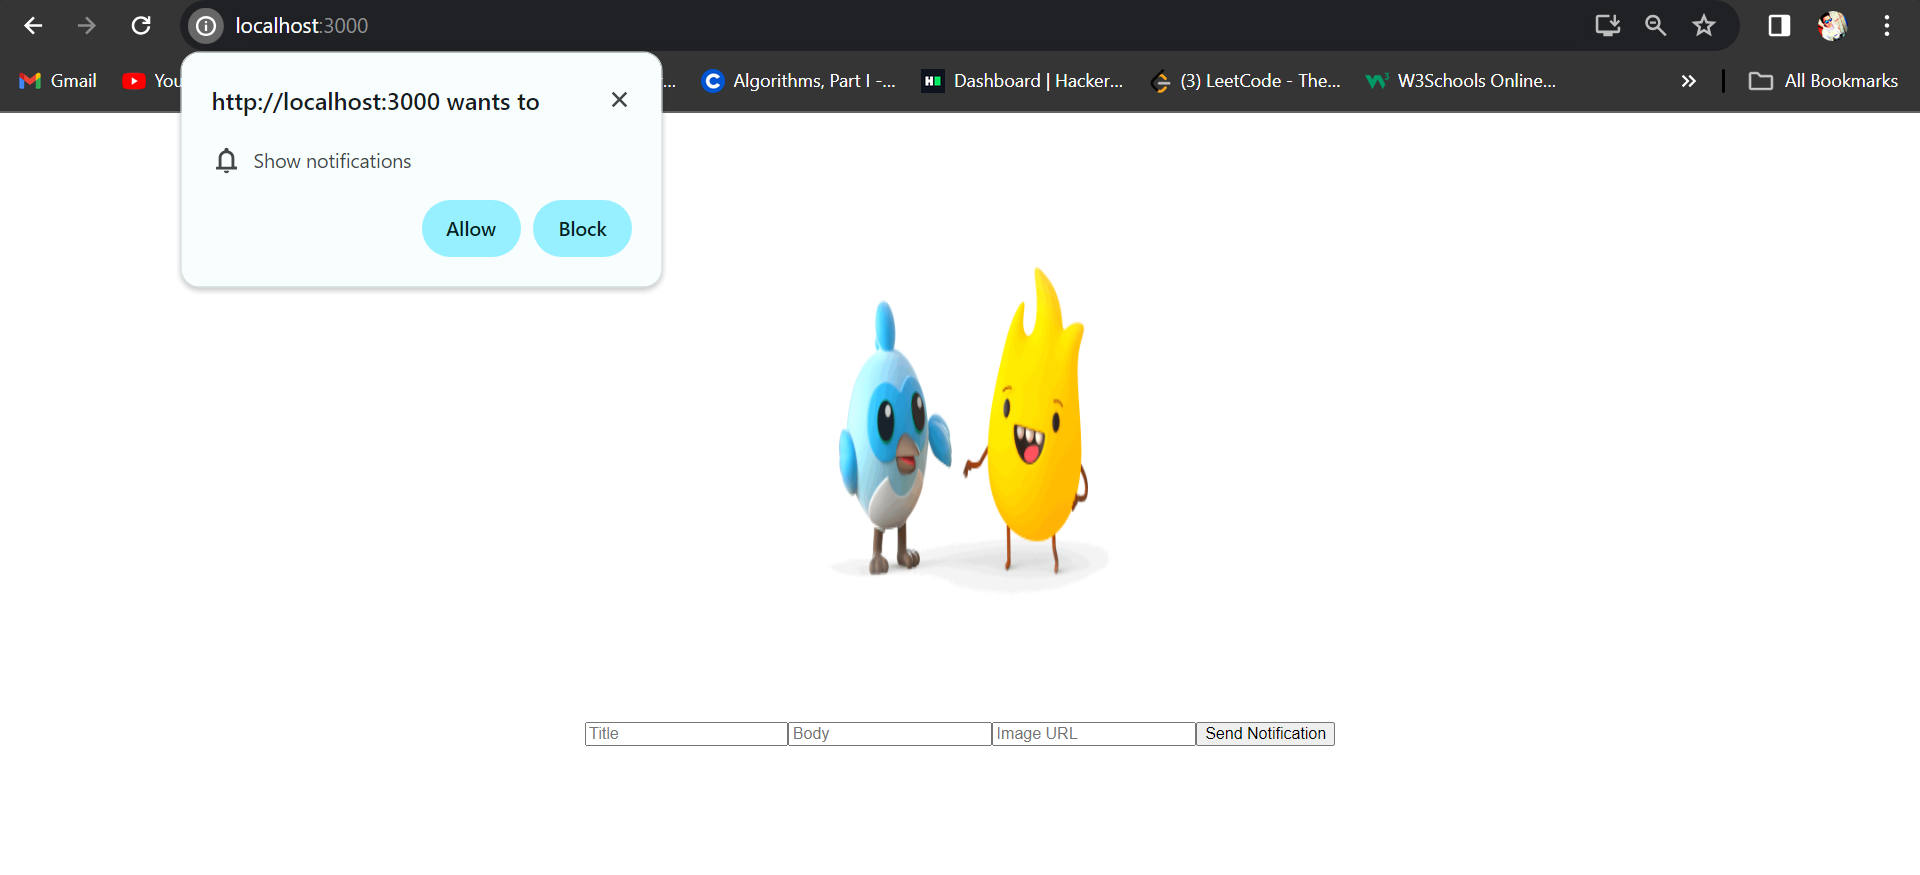 localhost:3000
Gmail
You
...
Algorithms, Part I -...
Dashboard | Hacker...
(3) LeetCode - The...
W3Schools Online...
All Bookmarks
http://localhost:3000 wants to
Show notifications
Allow
Block
Title
Body
Image URL
Send Notification